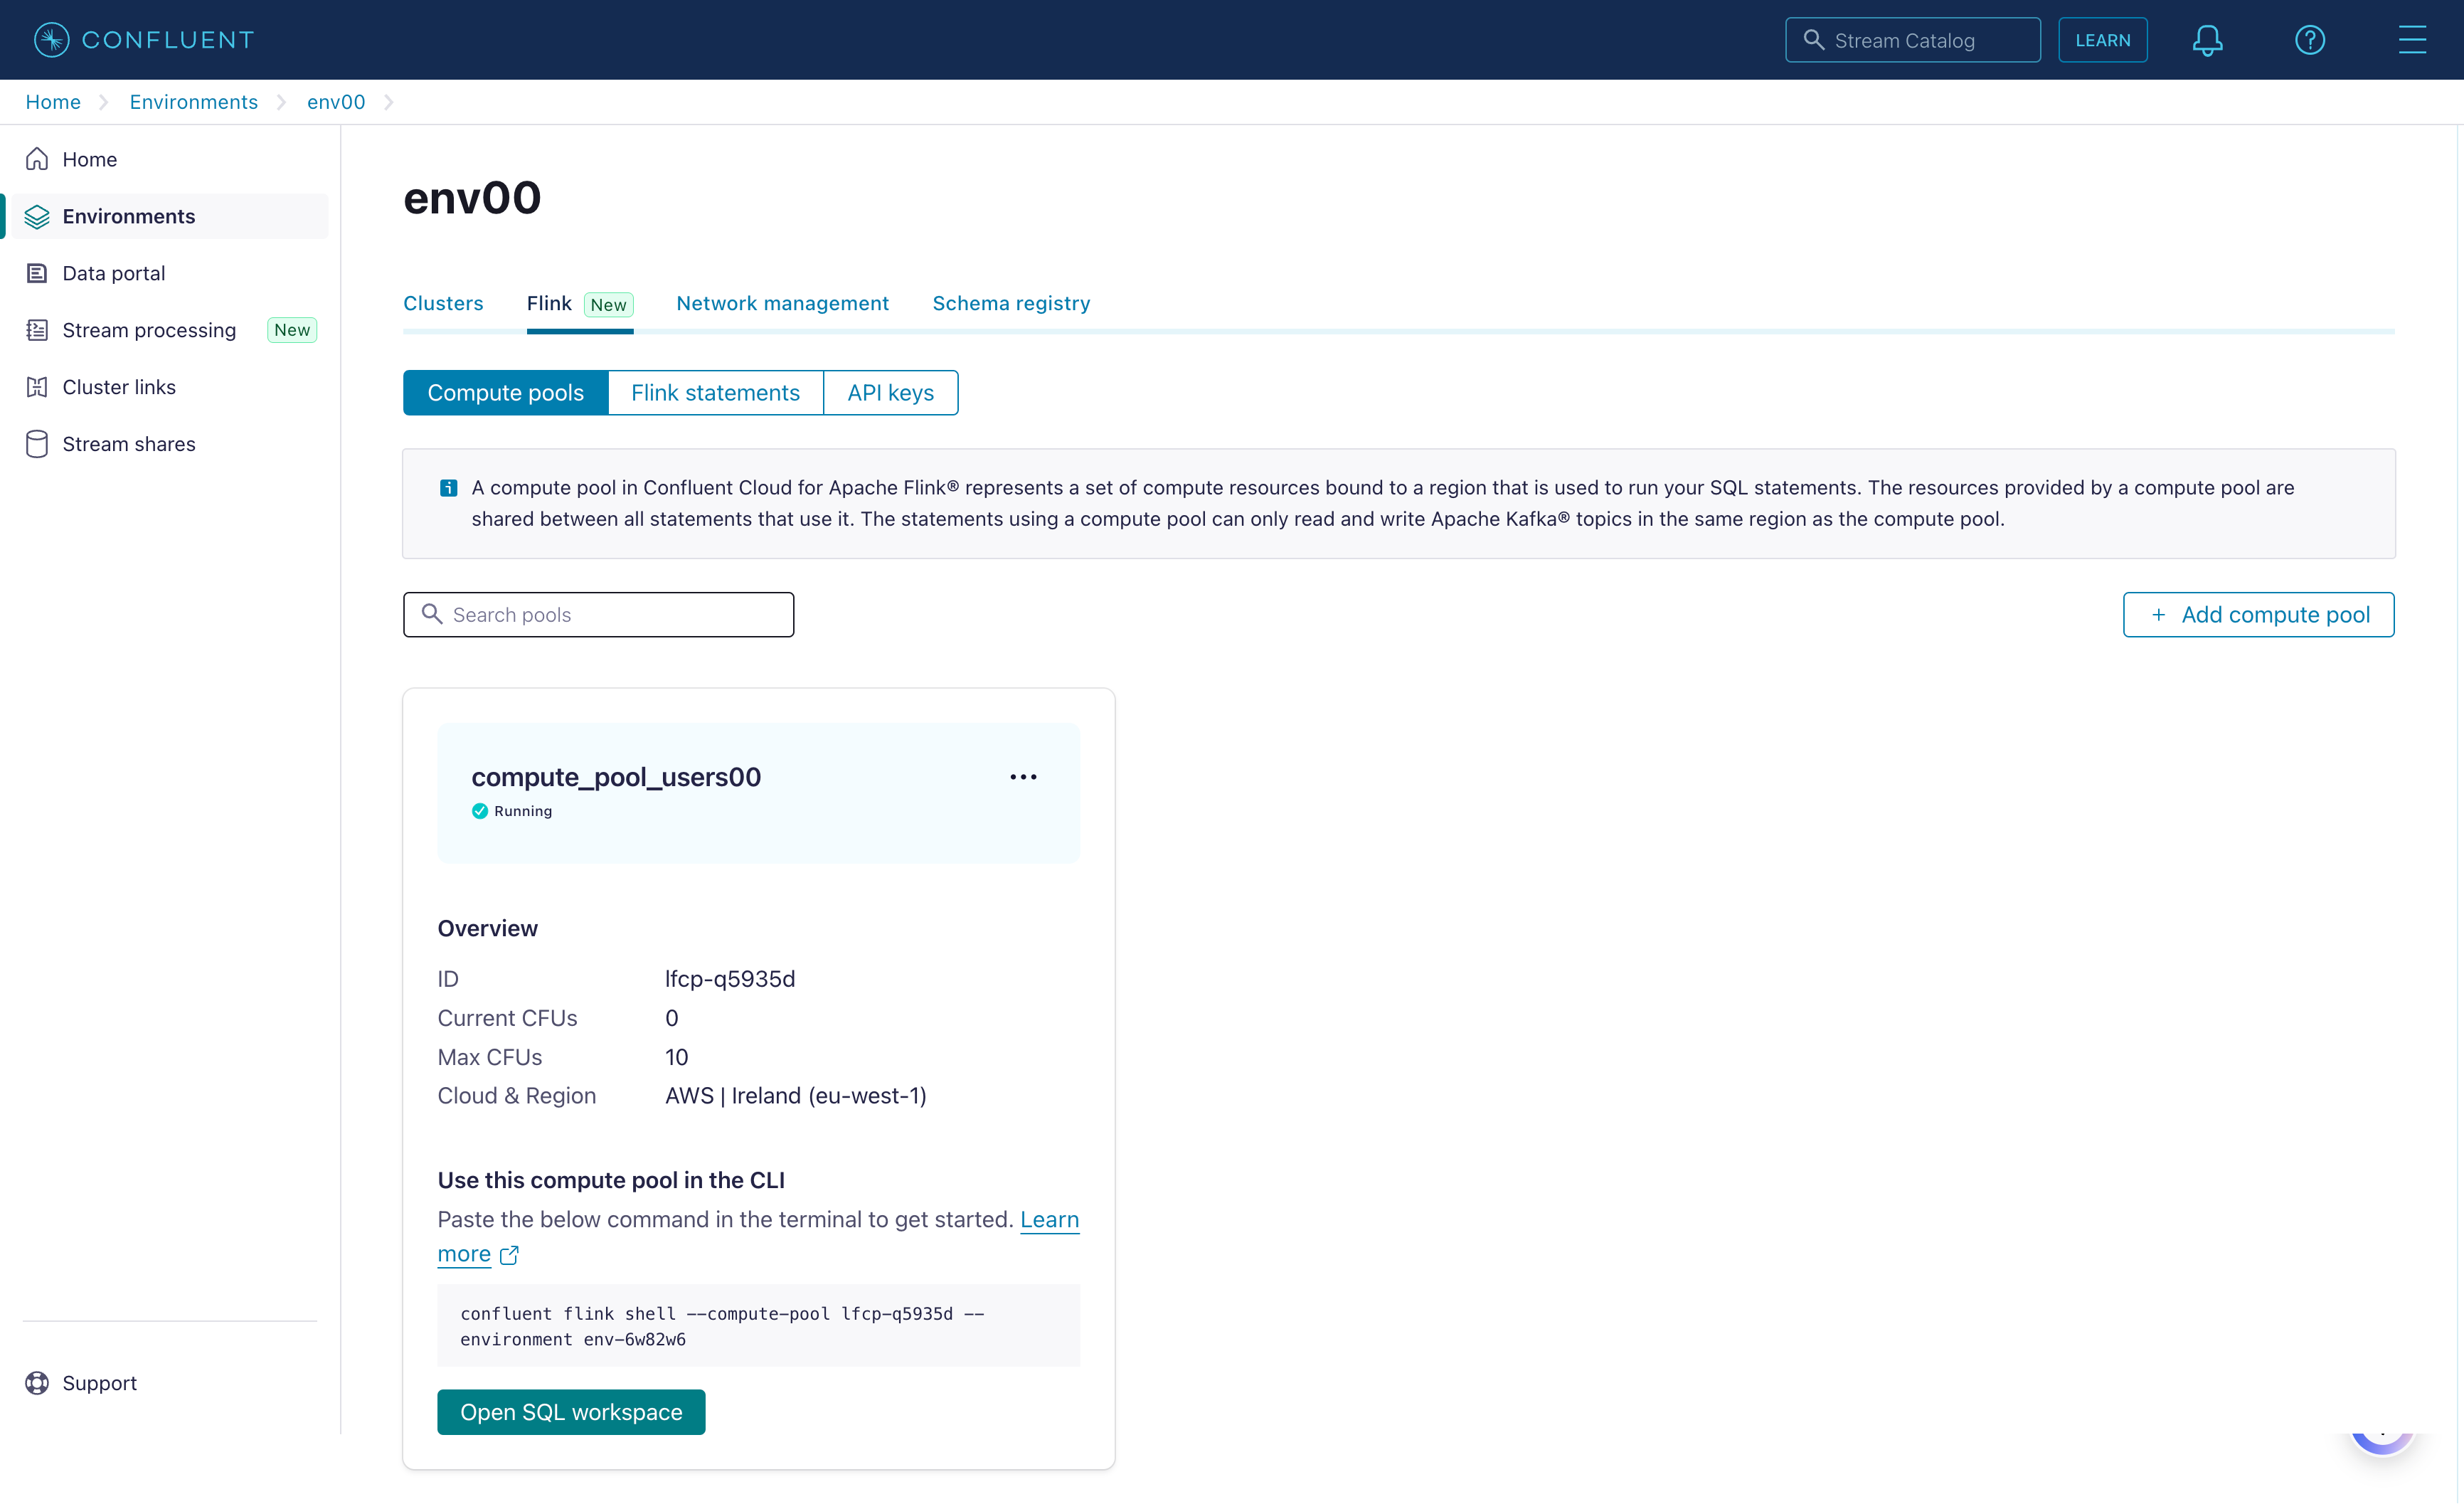 CONFLUENT
Stream Catalog
LEARN
Home
Environments
env00
Home
Environments
Data portal
Stream processing
New
Cluster links
Stream shares
Support
env00
Clusters
Flink
New
Network management
Schema registry
Compute pools
Flink statements
API keys
A compute pool in Confluent Cloud for Apache Flink® represents a set of compute resources bound to a region that is used to run your SQL statements. The resources provided by a compute pool are
shared between all statements that use it. The statements using a compute pool can only read and write Apache Kafka® topics in the same region as the compute pool.
Search pools
+ Add compute pool
compute_pool_users00
Running
Overview
ID lfcp-q5935d
Current CFUs 0
Max CFUs 10
Cloud & Region AWS | Ireland (eu-west-1)
Use this compute pool in the CLI
Paste the below command in the terminal to get started. Learn
more
confluent flink shell --compute-pool lfcp-q5935d --
environment env-6w82w6
Open SQL workspace